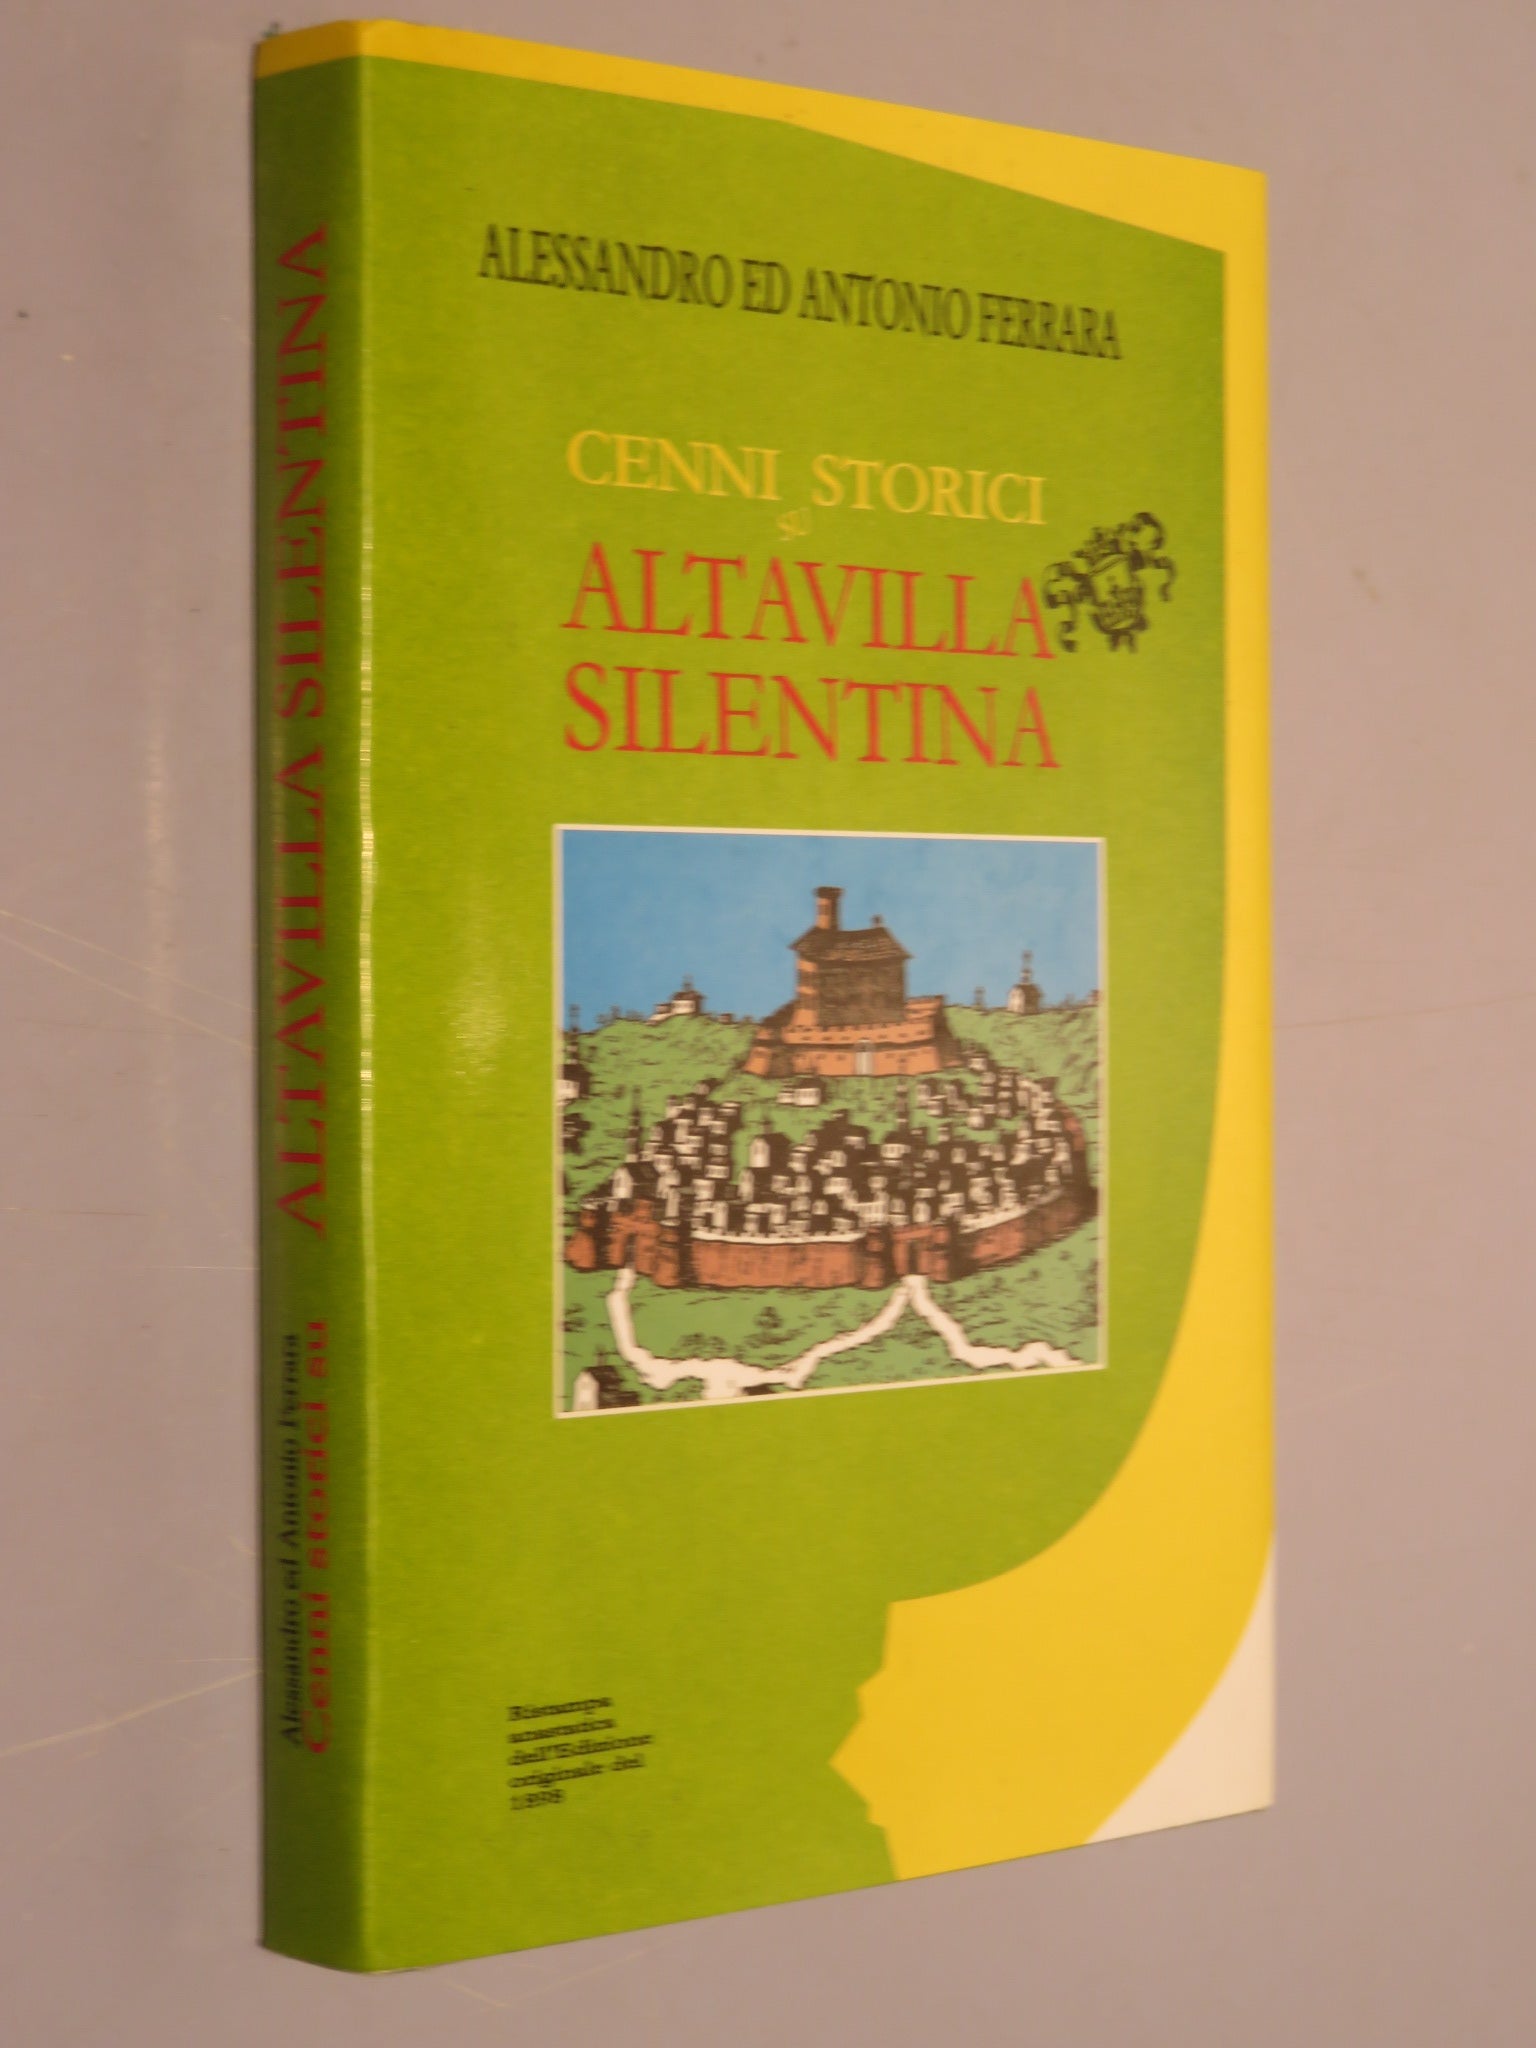 ALESSANDRO ED ANTONIO FERRARA
CENNI STORICI
su
ALTAVILLA
SILENTINA
Ristampa
anastatica
dell'Edizione
originale del
1898
Alessandro ed Antonio Ferrara
Cenni storici su ALTAVILLA SILENTINA